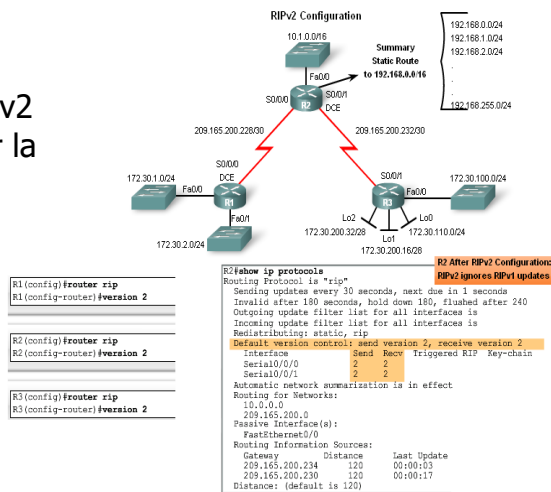 RIPv2 Configuration
10.1.0.0/16
Summary
Static Route
to 192.168.0.0/16
192.168.0.0/24
192.168.1.0/24
192.168.2.0/24
.
.
.
192.168.255.0/24
Fa0/0
S0/0/0
S0/0/1
R2
DCE
v2
r la
209.165.200.228/30
209.165.200.232/30
172.30.1.0/24
S0/0/0
DCE
Fa0/0
R1
Fa0/1
172.30.2.0/24
S0/0/1
172.30.100.0/24
Fa0/0
R3
Lo2
Lo0
172.30.200.32/28
Lo1
172.30.110.0/24
172.30.200.16/28
R1(config)#router rip
R1(config-router)#version 2
R2(config)#router rip
R2(config-router)#version 2
R3(config)#router rip
R3(config-router)#version 2
R2 After RIPv2 Configuration:
RIPv2 ignores RIPv1 updates
R2#show ip protocols
Routing Protocol is "rip"
Sending updates every 30 seconds, next due in 1 seconds
Invalid after 180 seconds, hold down 180, flushed after 240
Outgoing update filter list for all interfaces is
Incoming update filter list for all interfaces is
Redistributing: static, rip
Default version control: send version 2, receive version 2
Interface Send Recv Triggered RIP Key-chain
Serial0/0/0 2 2
Serial0/0/1 2 2
Automatic network summarization is in effect
Routing for Networks:
10.0.0.0
209.165.200.0
Passive Interface(s):
FastEthernet0/0
Routing Information Sources:
Gateway Distance Last Update
209.165.200.234 120 00:00:03
209.165.200.230 120 00:00:17
Distance: (default is 120)